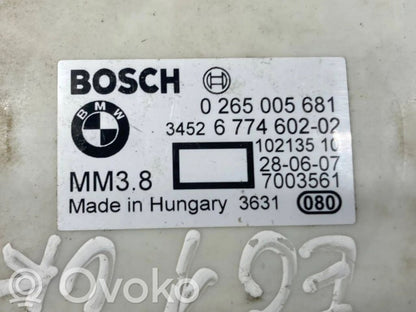 BOSCH
BMW
0 265 005 681
3452 6 774 602-02
102135 10
28-06-07
MM3.8
7003561
Made in Hungary 3631 080
Ovoko